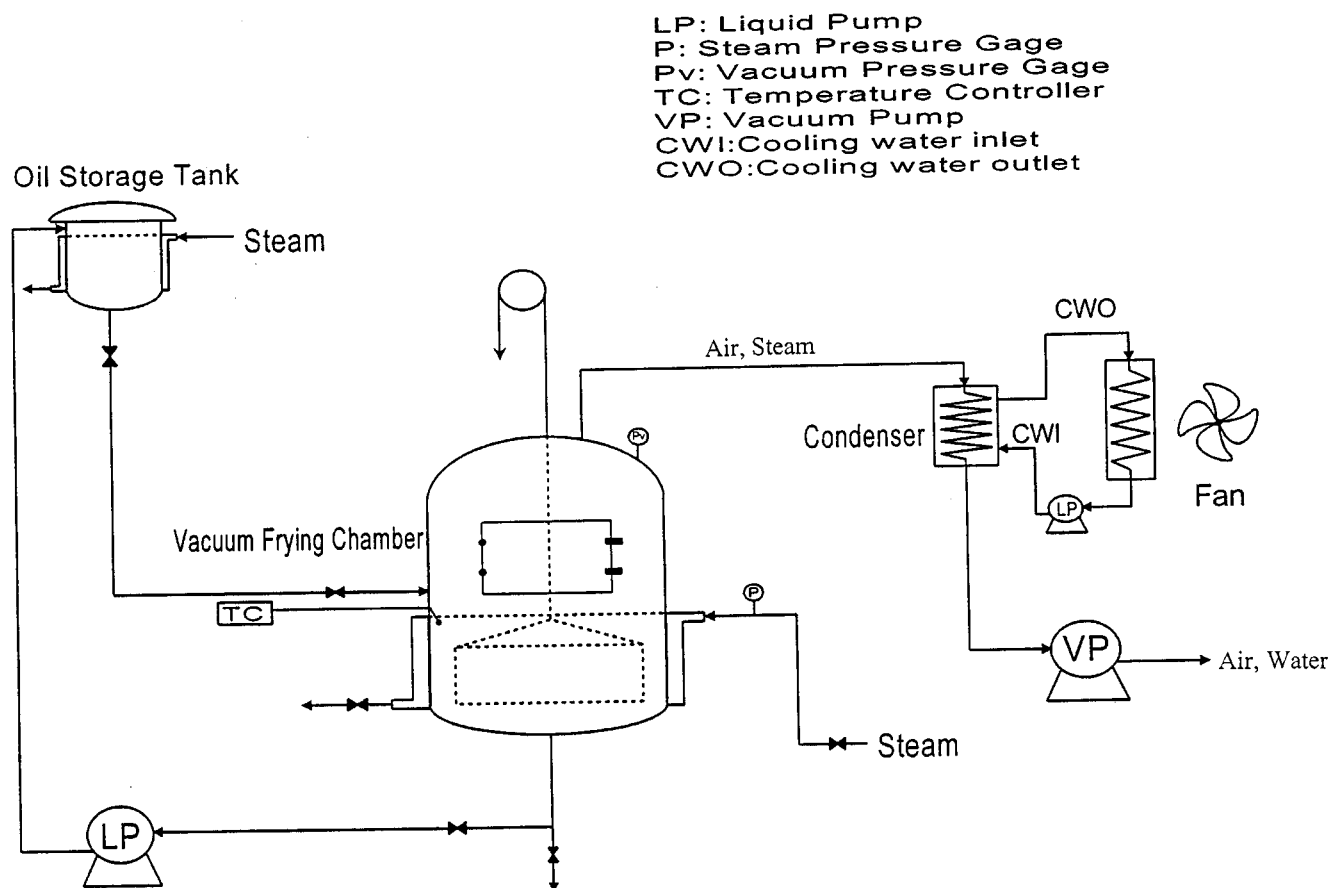 LP: Liquid Pump
P: Steam Pressure Gage
Pv: Vacuum Pressure Gage
TC: Temperature Controller
VP: Vacuum Pump
CWI:Cooling water inlet
CWO:Cooling water outlet
Oil Storage Tank
Steam
CWO
Air, Steam
Pv
Condenser
CWI
LP
Fan
Vacuum Frying Chamber
TC
P
VP
Air, Water
Steam
LP